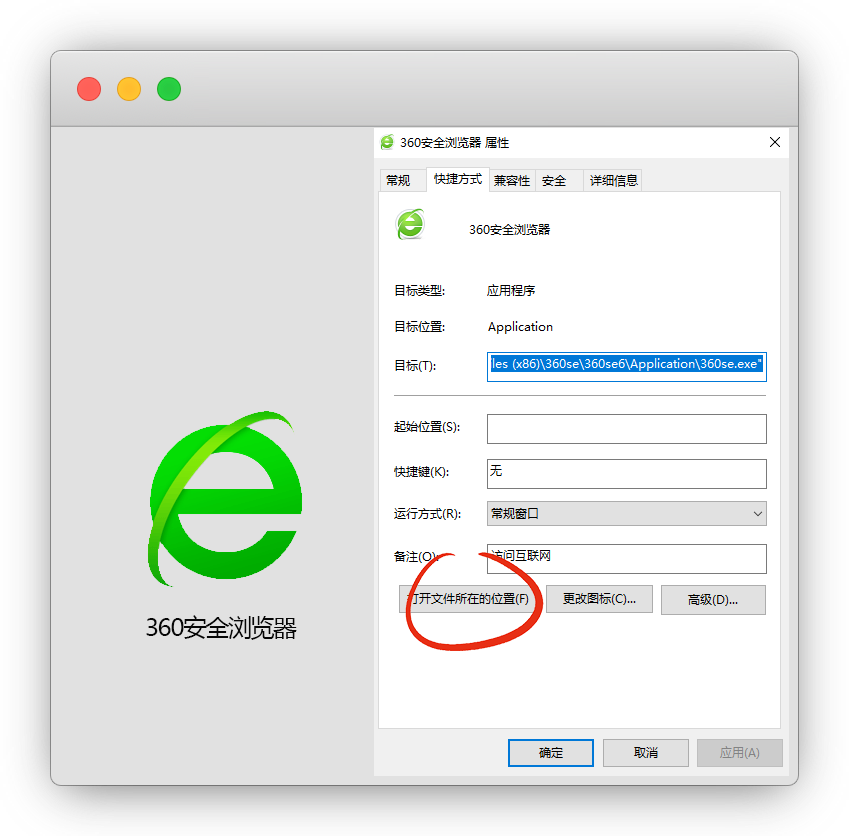 360安全浏览器 属性
常规 快捷方式 兼容性 安全 详细信息
360安全浏览器
目标类型: 应用程序
目标位置: Application
目标(T): les (x86)\360se\360se6\Application\360se.exe"
起始位置(S):
快捷键(K): 无
运行方式(R): 常规窗口
备注(O): 访问互联网
打开文件所在的位置(F) 更改图标(C)... 高级(D)...
确定 取消 应用(A)
360安全浏览器